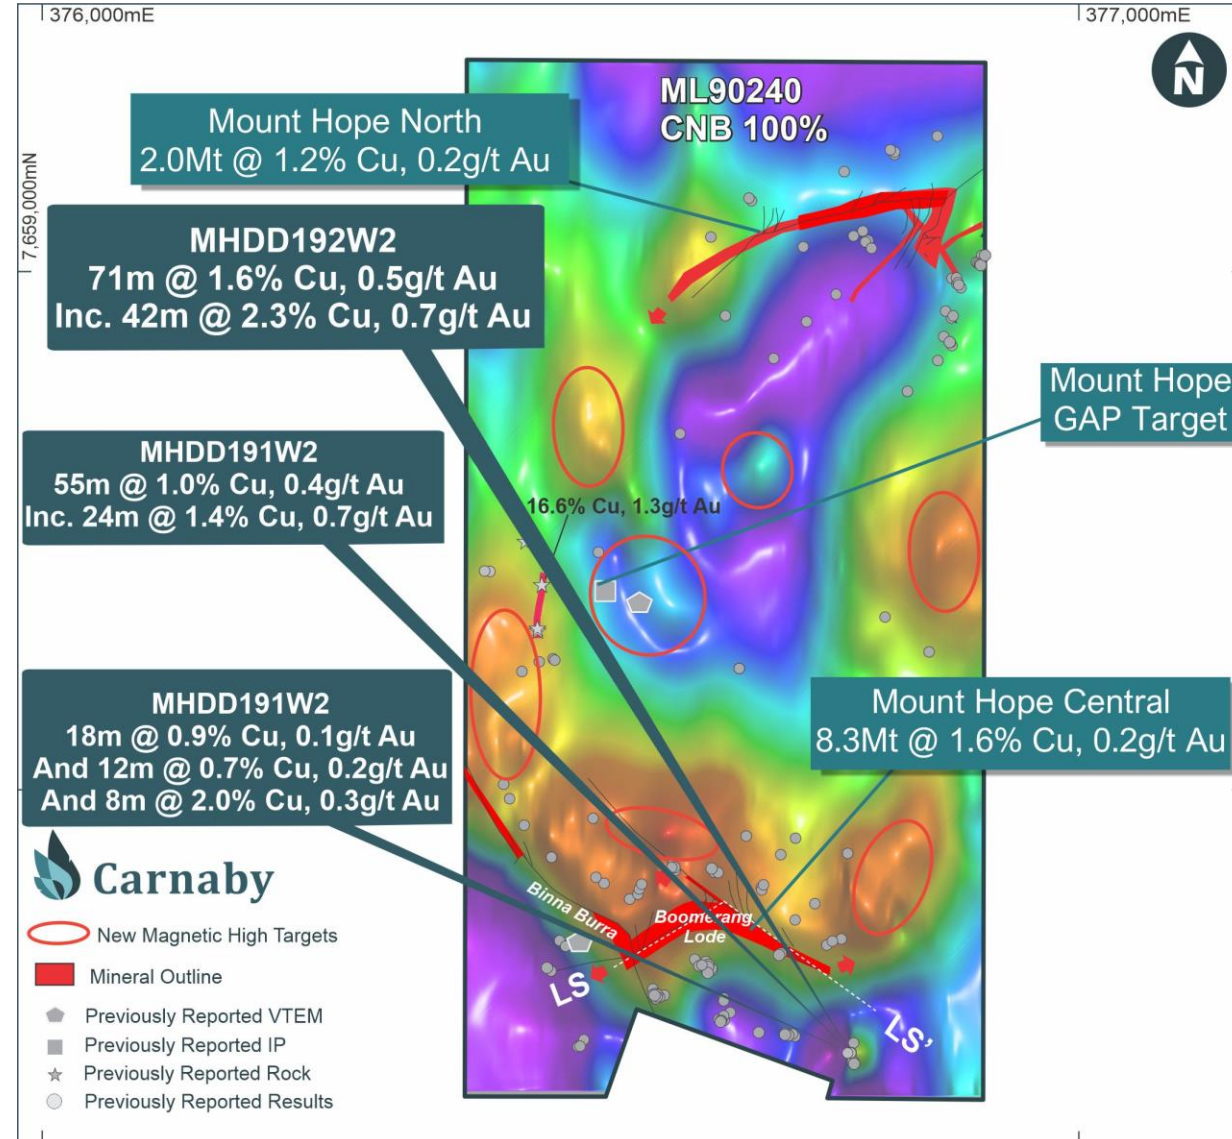 376,000mE
377,000mE
N
7,659,000mN
ML90240
CNB 100%
Mount Hope North
2.0Mt @ 1.2% Cu, 0.2g/t Au
MHDD192W2
71m @ 1.6% Cu, 0.5g/t Au
Inc. 42m @ 2.3% Cu, 0.7g/t Au
Mount Hope
GAP Target
MHDD191W2
55m @ 1.0% Cu, 0.4g/t Au
Inc. 24m @ 1.4% Cu, 0.7g/t Au
16.6% Cu, 1.3g/t Au
MHDD191W2
18m @ 0.9% Cu, 0.1g/t Au
And 12m @ 0.7% Cu, 0.2g/t Au
And 8m @ 2.0% Cu, 0.3g/t Au
Mount Hope Central
8.3Mt @ 1.6% Cu, 0.2g/t Au
Binna Burra
Boomerang
Lode
LS
LS'
Carnaby
New Magnetic High Targets
Mineral Outline
Previously Reported VTEM
Previously Reported IP
Previously Reported Rock
Previously Reported Results